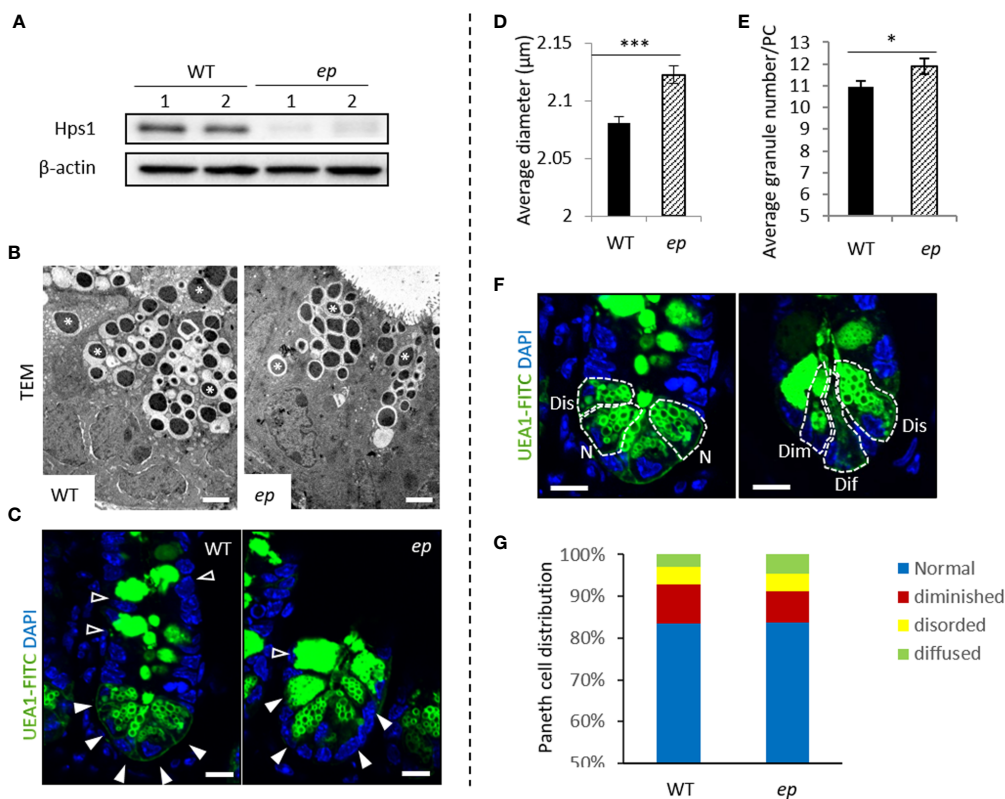 A
WT
ep
1 2 1 2
Hps1
β-actin
B
TEM
* * * *
WT
* * * *
ep
C
UEA1-FITC DAPI
WT
ep
D
Average diameter (µm)
2.15
2.1
2.05
2
***
WT
ep
E
Average granule number/PC
13
12
11
10
9
8
7
6
5
*
WT
ep
F
UEA1-FITC DAPI
Dis
N
N
Dim
Dif
Dis
G
Paneth cell distribution
100%
90%
80%
70%
60%
50%
WT
ep
Normal
diminished
disorded
diffused